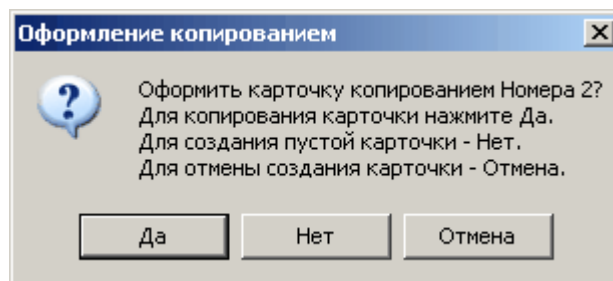 Оформление копированием
Оформить карточку копированием Номера 2?
Для копирования карточки нажмите Да.
Для создания пустой карточки - Нет.
Для отмены создания карточки - Отмена.
Да Нет Отмена